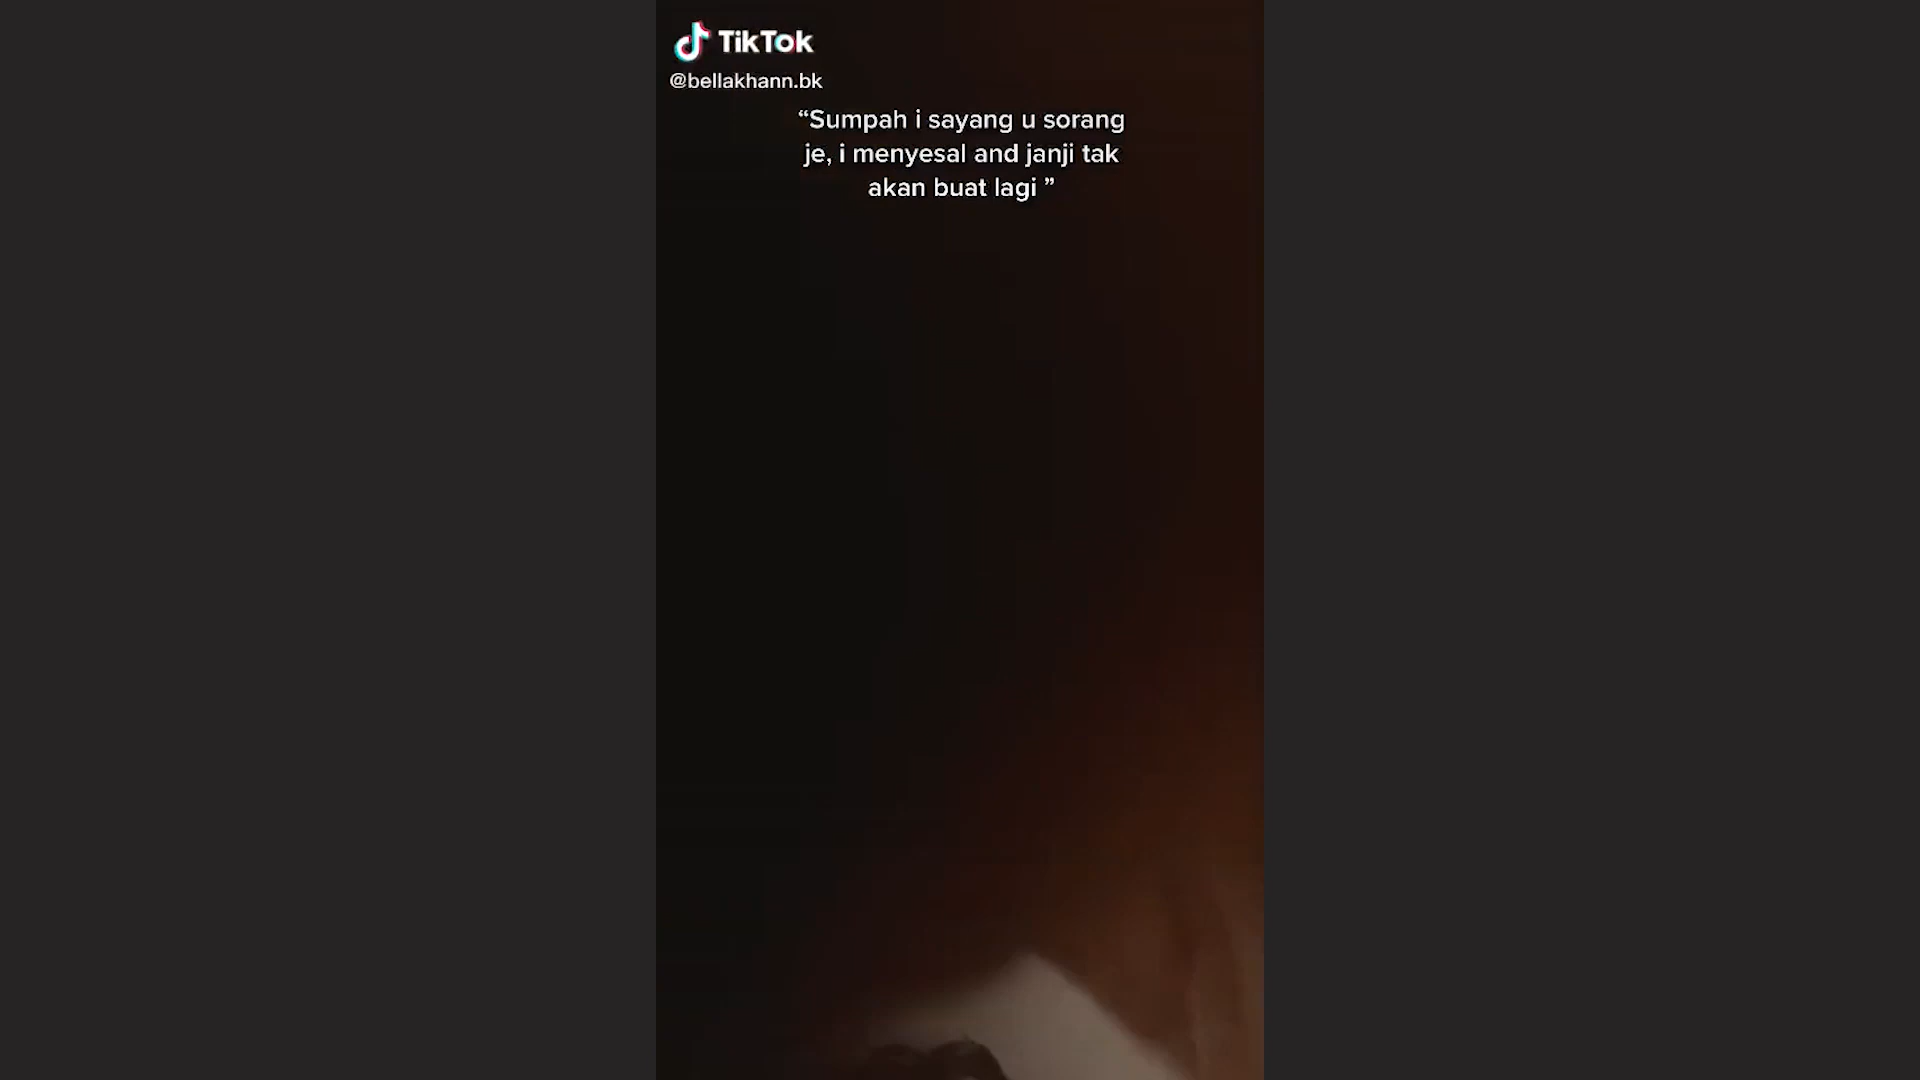 TikTok
@bellakhann.bk
“Sumpah i sayang u sorang
je, i menyesal and janji tak
akan buat lagi ”